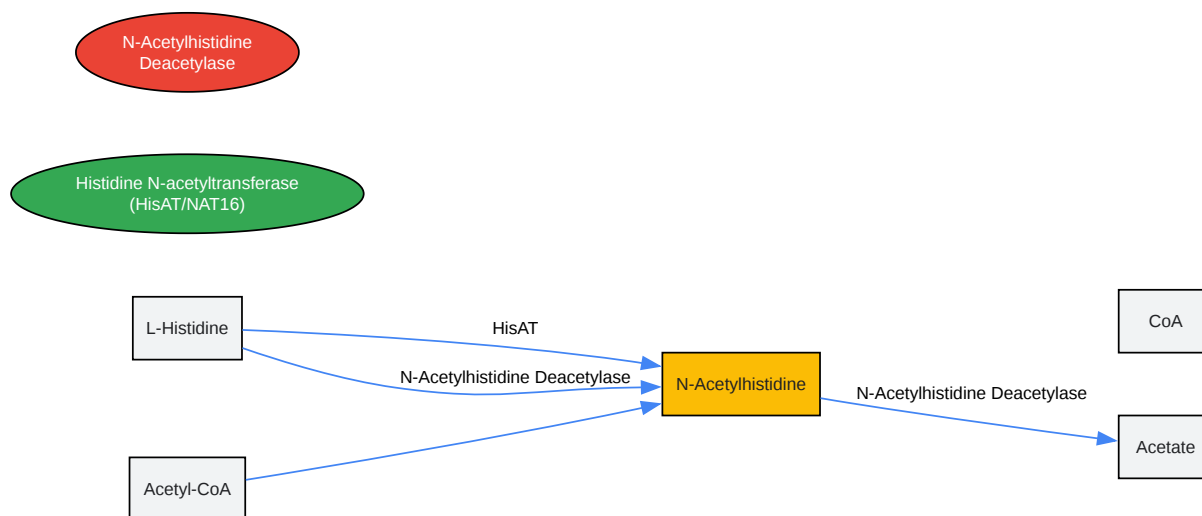 N-Acetylhistidine
Deacetylase
Histidine N-acetyltransferase
(HisAT/NAT16)
L-Histidine
HisAT
CoA
N-Acetylhistidine Deacetylase
N-Acetylhistidine
N-Acetylhistidine Deacetylase
Acetate
Acetyl-CoA